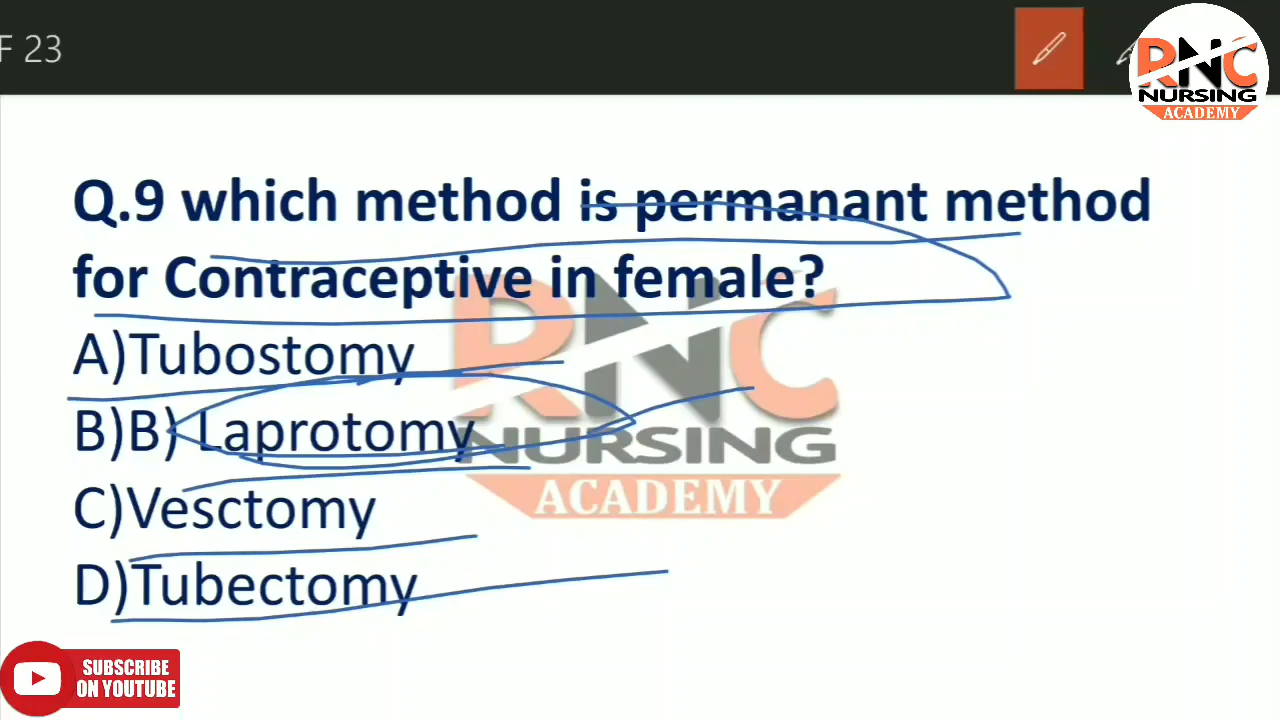 F 23
RNC
NURSING
ACADEMY
Q.9 which method is permanant method
for Contraceptive in female?
A)Tubostomy
B)B) Laprotomy
C)Vesctomy
D)Tubectomy
RNC
NURSING
ACADEMY
SUBSCRIBE
ON YOUTUBE